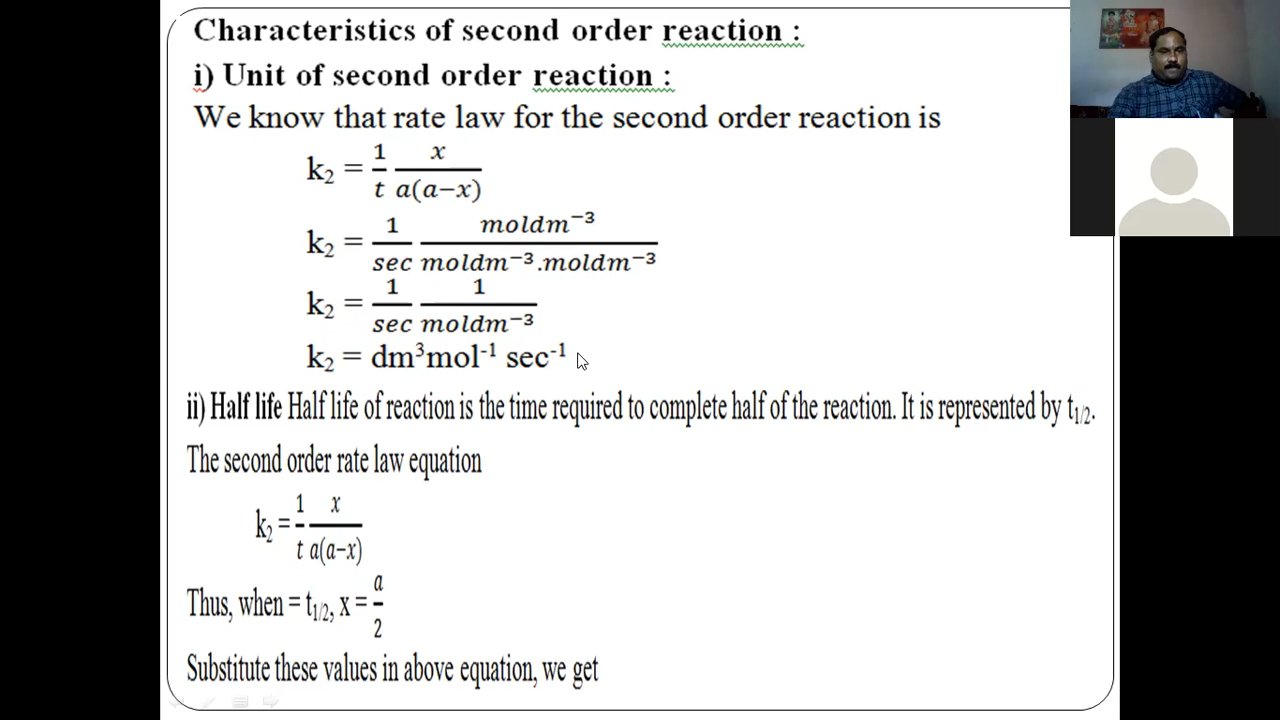 Characteristics of second order reaction :
i) Unit of second order reaction :
We know that rate law for the second order reaction is
k₂ = 1/t x/a(a−x)
k₂ = 1/sec moldm⁻³/moldm⁻³.moldm⁻³
k₂ = 1/sec 1/moldm⁻³
k₂ = dm³mol⁻¹ sec⁻¹
ii) Half life Half life of reaction is the time required to complete half of the reaction. It is represented by t₁/₂.
The second order rate law equation
k₂ = 1/t x/a(a−x)
Thus, when = t₁/₂, x = a/2
Substitute these values in above equation, we get